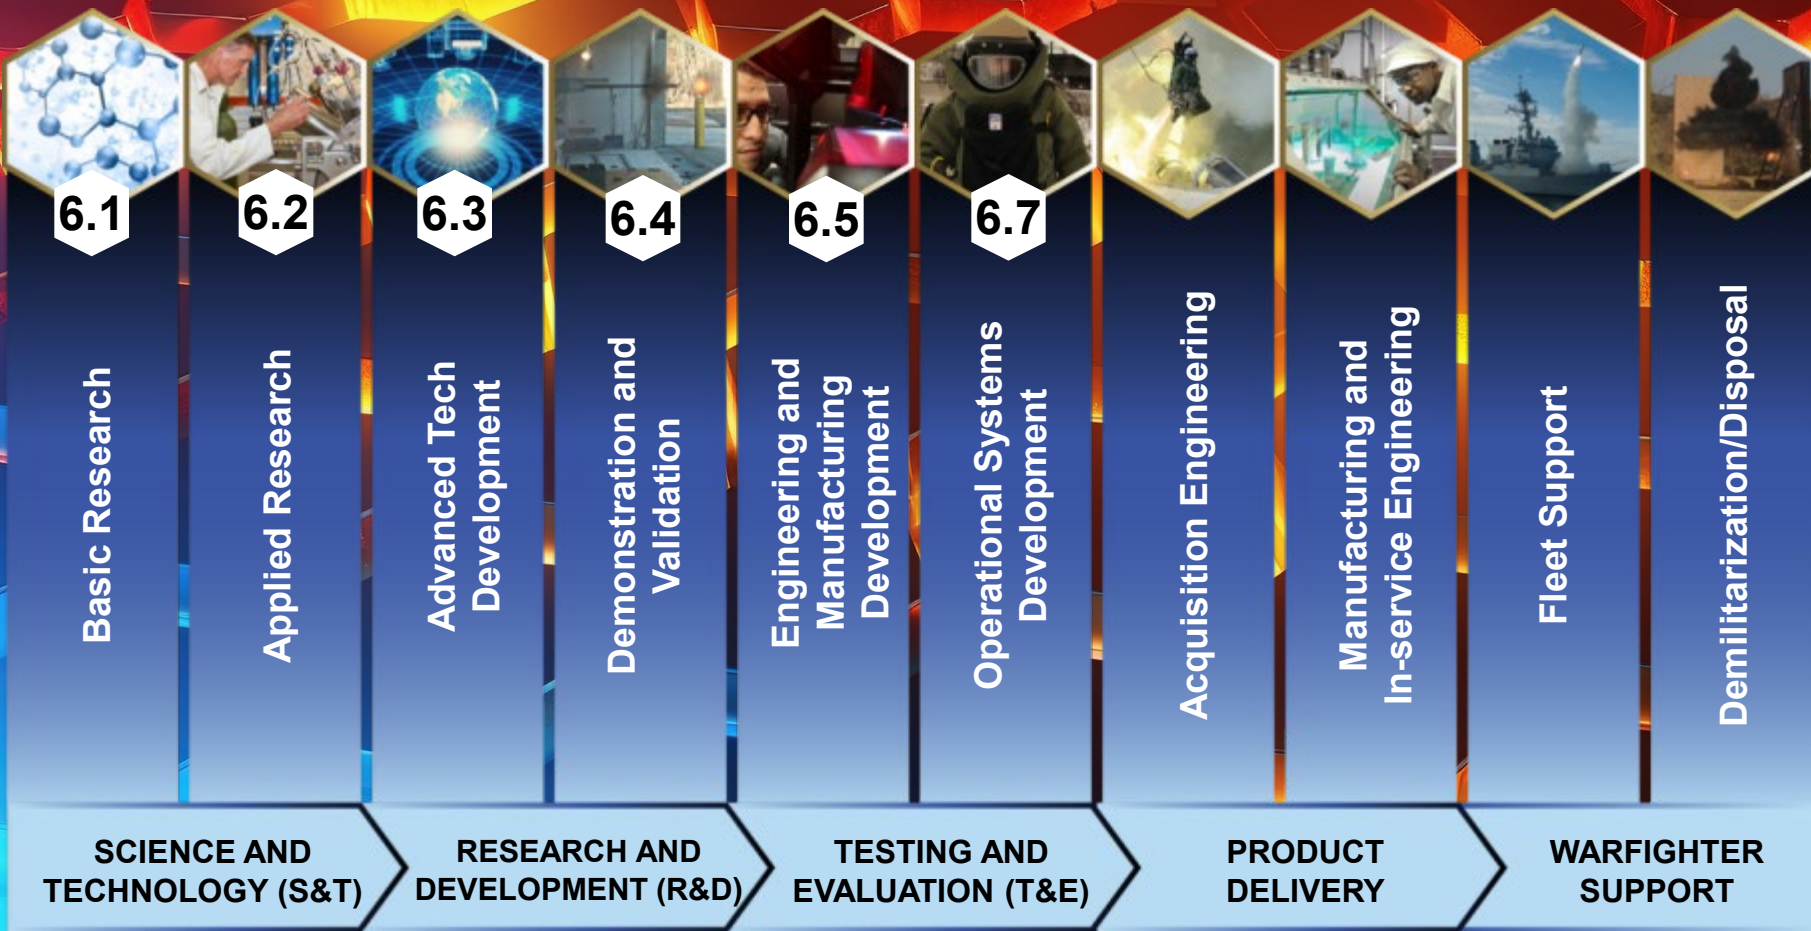 6.1
6.2
6.3
6.4
6.5
6.7
Basic Research
Applied Research
Advanced Tech
Development
Demonstration and
Validation
Engineering and
Manufacturing
Development
Operational Systems
Development
Acquisition Engineering
Manufacturing and
In-service Engineering
Fleet Support
Demilitarization/Disposal
SCIENCE AND
TECHNOLOGY (S&T)
RESEARCH AND
DEVELOPMENT (R&D)
TESTING AND
EVALUATION (T&E)
PRODUCT
DELIVERY
WARFIGHTER
SUPPORT